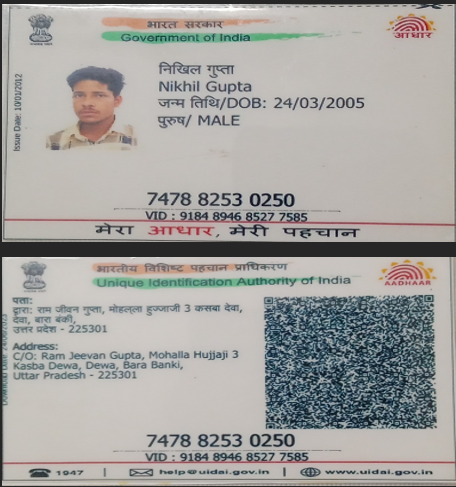 भारत सरकार
Government of India
आधार
Issue Date: 10/01/2012
निखिल गुप्ता
Nikhil Gupta
जन्म तिथि/DOB: 24/03/2005
पुरुष/ MALE
7478 8253 0250
VID : 9184 8946 8527 7585
मेरा आधार, मेरी पहचान
भारतीय विशिष्ट पहचान प्राधिकरण
Unique Identification Authority of India
AADHAAR
पता:
द्वारा: राम जीवन गुप्ता, मोहल्ला हुज्जाजी 3 कसबा देवा,
देवा, बारा बंकी,
उत्तर प्रदेश - 225301
Address:
C/O: Ram Jeevan Gupta, Mohalla Hujjaji 3
Kasba Dewa, Dewa, Bara Banki,
Uttar Pradesh - 225301
7478 8253 0250
VID : 9184 8946 8527 7585
1947 | help@uidai.gov.in | www.uidai.gov.in